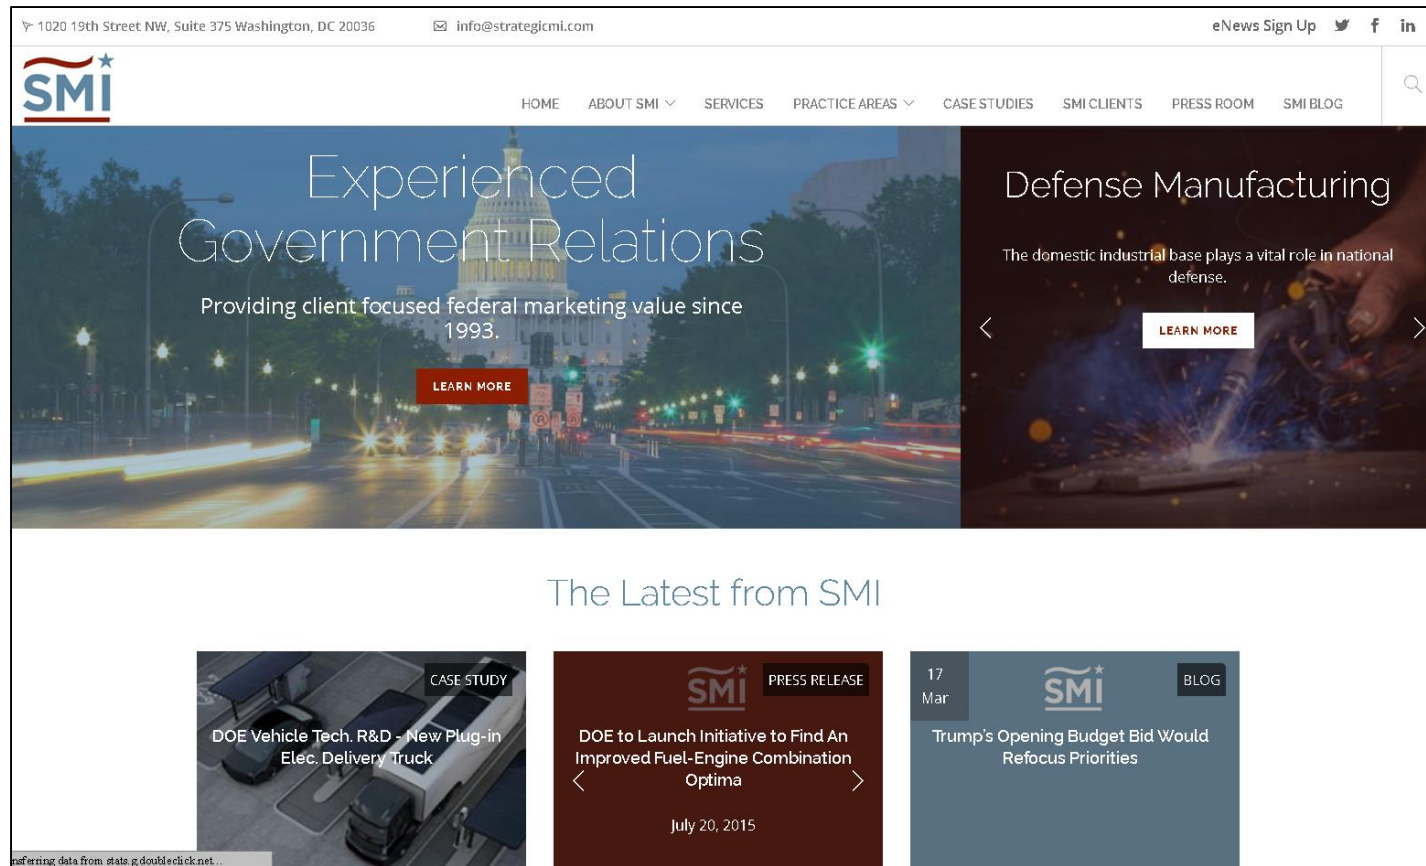 1020 19th Street NW, Suite 375 Washington, DC 20036
info@strategicmi.com
eNews Sign Up
SMI
HOME
ABOUT SMI
SERVICES
PRACTICE AREAS
CASE STUDIES
SMI CLIENTS
PRESS ROOM
SMI BLOG
Experienced
Government Relations
Providing client focused federal marketing value since
1993.
LEARN MORE
Defense Manufacturing
The domestic industrial base plays a vital role in national
defense.
LEARN MORE
The Latest from SMI
CASE STUDY
DOE Vehicle Tech. R&D - New Plug-in
Elec. Delivery Truck
SMI
PRESS RELEASE
DOE to Launch Initiative to Find An
Improved Fuel-Engine Combination
Optima
July 20, 2015
17
Mar
SMI
BLOG
Trump's Opening Budget Bid Would
Refocus Priorities
nsferring data from stats.g.doubleclick.net...